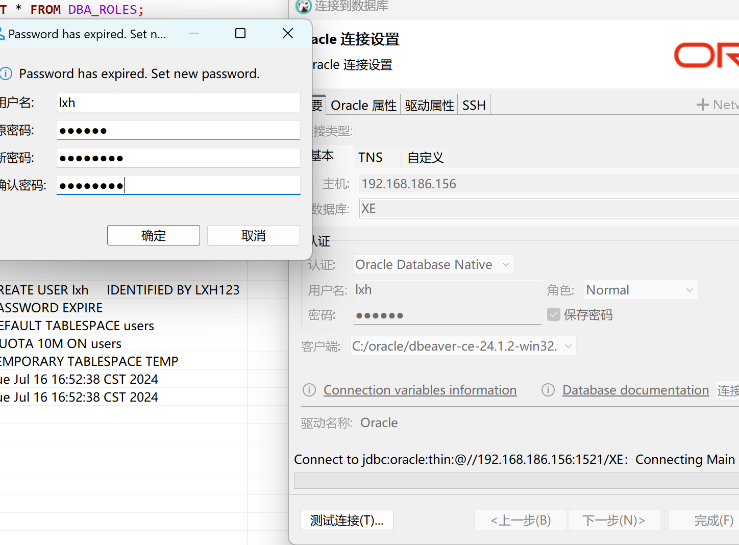 T * FROM DBA_ROLES;
Password has expired. Set n...
Password has expired. Set new password.
用户名: lxh
原密码: ●●●●●●
新密码: ●●●●●●●●
确认密码: ●●●●●●●●
确定 取消
REATE USER lxh IDENTIFIED BY LXH123
ASSWORD EXPIRE
EFAULT TABLESPACE users
UOTA 10M ON users
EMPORARY TABLESPACE TEMP
ue Jul 16 16:52:38 CST 2024
ue Jul 16 16:52:38 CST 2024
连接到数据库
racle 连接设置
racle 连接设置
OR
要 Oracle 属性 驱动属性 SSH
+ Netw
连接类型:
基本 TNS 自定义
主机: 192.168.186.156
数据库: XE
认证
认证: Oracle Database Native
用户名: lxh 角色: Normal
密码: ●●●●●● 保存密码
客户端: C:/oracle/dbeaver-ce-24.1.2-win32.
Connection variables information Database documentation 连接
驱动名称: Oracle
Connect to jdbc:oracle:thin:@//192.168.186.156:1521/XE: Connecting Main
测试连接(T)... <上一步(B) 下一步(N)> 完成(F)